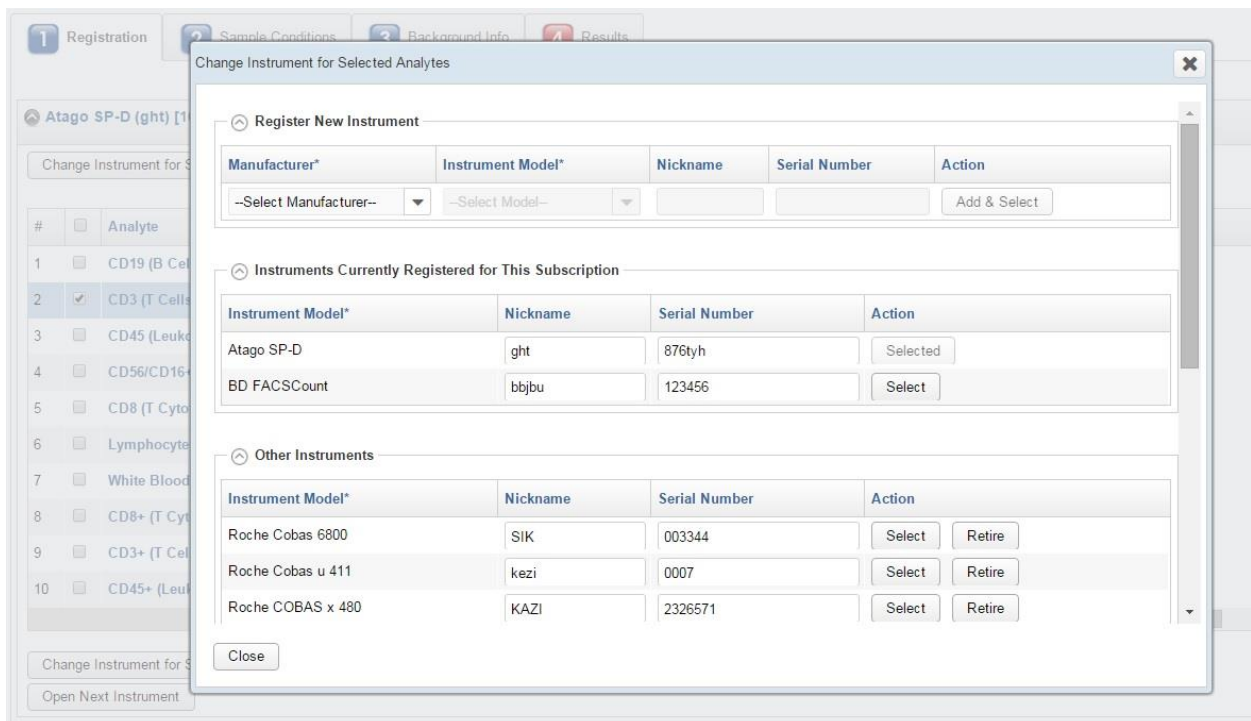 1 Registration 2 Sample Conditions 3 Background Info 4 Results
Change Instrument for Selected Analytes
Atago SP-D (ght)
Change Instrument for
# Analyte
1 CD19 (B
2 CD3 (T Cells
3 CD45
4 CD56/CD16+
5 CD8 (T
6 Lymphocyte
7 White Blood
8 CD8+ (T
9 CD3+ (T
10 CD45+
Change Instrument for
Open Next Instrument
Register New Instrument
Manufacturer* Instrument Model* Nickname Serial Number Action
--Select Manufacturer-- --Select Model-- Add & Select
Instruments Currently Registered for This Subscription
Instrument Model* Nickname Serial Number Action
Atago SP-D ght 876tyh Selected
BD FACSCount bbjbu 123456 Select
Other Instruments
Instrument Model* Nickname Serial Number Action
Roche Cobas 6800 SIK 003344 Select Retire
Roche Cobas u 411 kezi 0007 Select Retire
Roche COBAS x 480 KAZI 2326571 Select Retire
Close